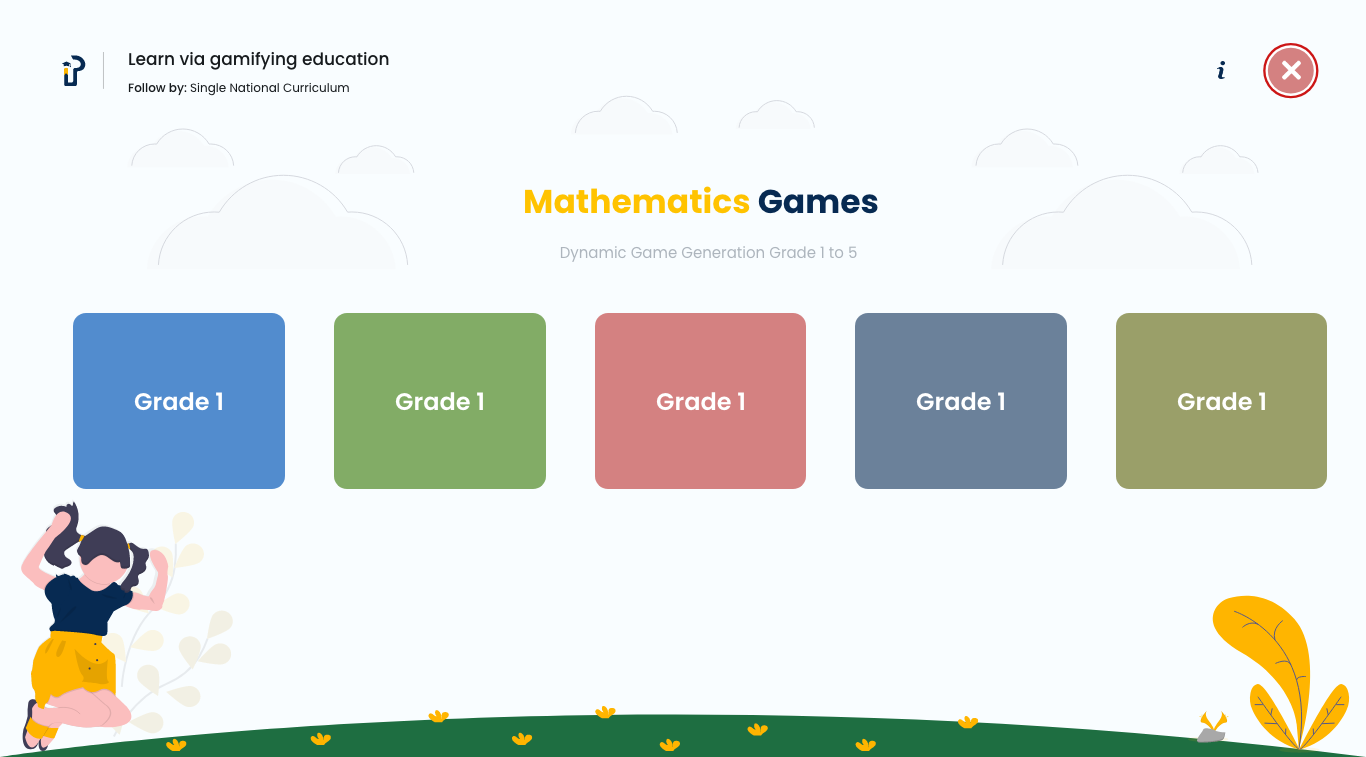 Learn via gamifying education
Follow by: Single National Curriculum
i
Mathematics Games
Dynamic Game Generation Grade 1 to 5
Grade 1
Grade 1
Grade 1
Grade 1
Grade 1